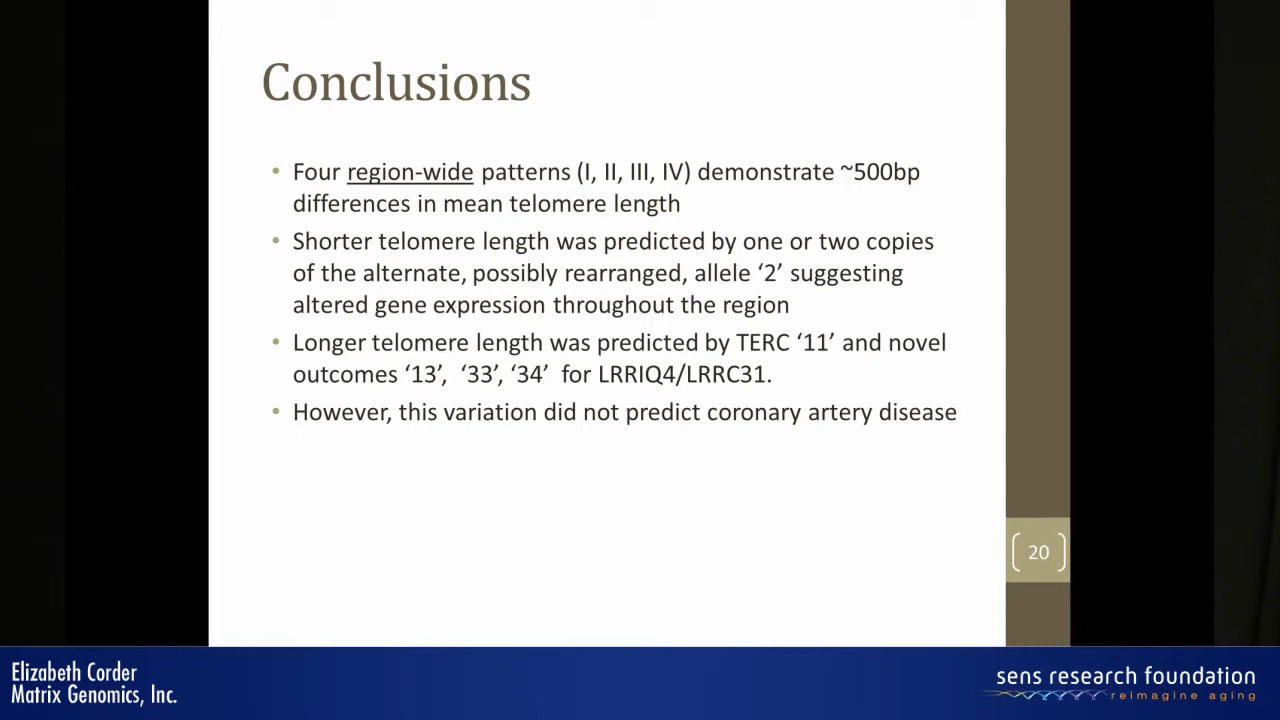 Conclusions
• Four region-wide patterns (I, II, III, IV) demonstrate ~500bp
differences in mean telomere length
• Shorter telomere length was predicted by one or two copies
of the alternate, possibly rearranged, allele ‘2’ suggesting
altered gene expression throughout the region
• Longer telomere length was predicted by TERC ‘11’ and novel
outcomes ‘13’,  ‘33’, ‘34’  for LRRIQ4/LRRC31.
• However, this variation did not predict coronary artery disease
20
Elizabeth Corder
Matrix Genomics, Inc.
sens research foundation
reimagine aging